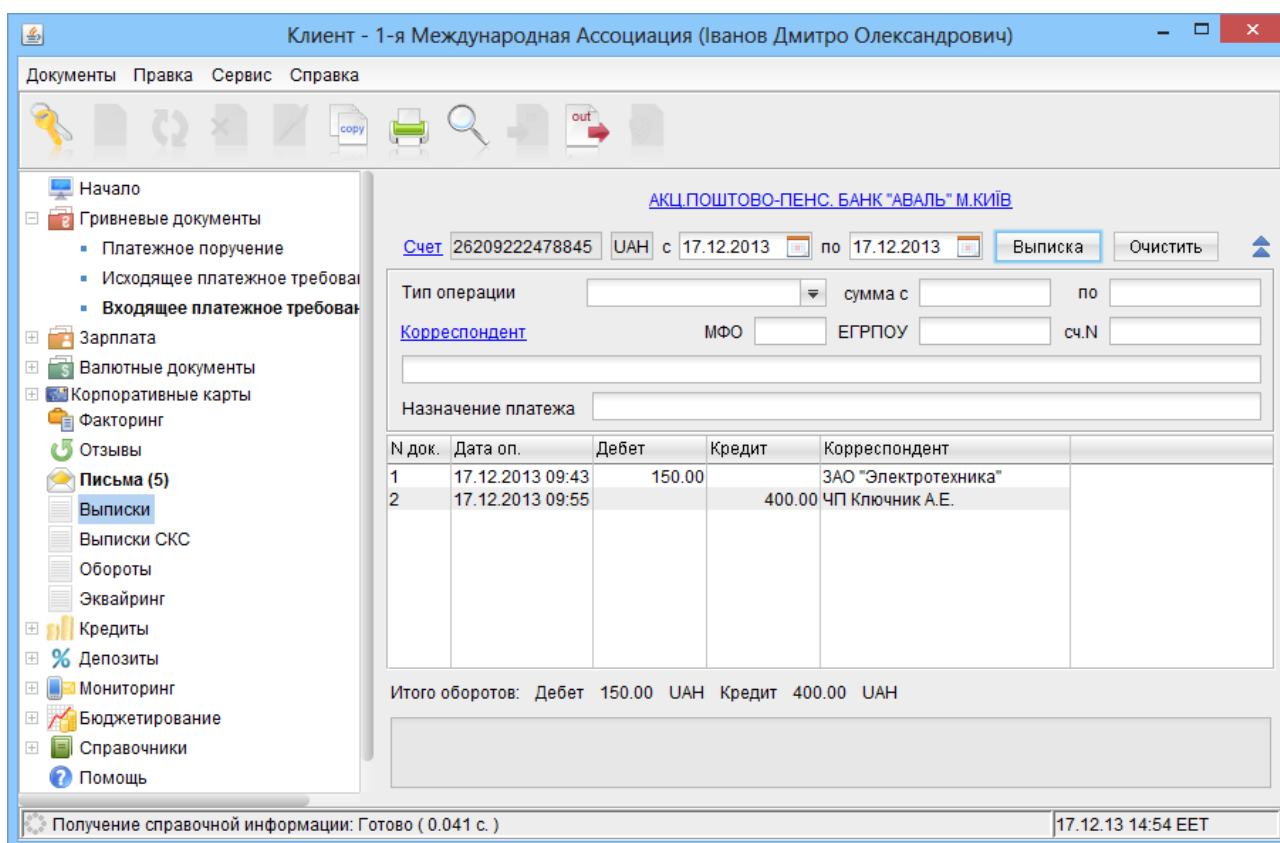 Клиент - 1-я Международная Ассоциация (Іванов Дмитро Олександрович)
Документы Правка Сервис Справка
copy
out
Начало
Гривневые документы
Платежное поручение
Исходящее платежное требован
Входящее платежное требован
Зарплата
Валютные документы
Корпоративные карты
Факторинг
Отзывы
Письма (5)
Выписки
Выписки СКС
Обороты
Эквайринг
Кредиты
Депозиты
Мониторинг
Бюджетирование
Справочники
Помощь
АКЦ.ПОШТОВО-ПЕНС. БАНК "АВАЛЬ" М.КИЇВ
Счет 26209222478845 UAH с 17.12.2013 по 17.12.2013 Выписка Очистить
Тип операции сумма с по
Корреспондент МФО ЕГРПОУ сч.N
Назначение платежа
N док. Дата оп. Дебет Кредит Корреспондент
1 17.12.2013 09:43 150.00 ЗАО "Электротехника"
2 17.12.2013 09:55 400.00 ЧП Ключник А.Е.
Итого оборотов: Дебет 150.00 UAH Кредит 400.00 UAH
Получение справочной информации: Готово ( 0.041 с. ) 17.12.13 14:54 EET